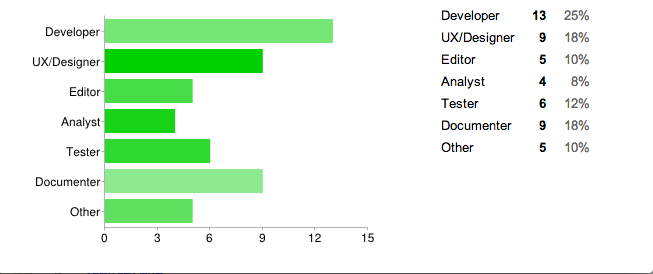 Developer
UX/Designer
Editor
Analyst
Tester
Documenter
Other
0 3 6 9 12 15
Developer 13 25%
UX/Designer 9 18%
Editor 5 10%
Analyst 4 8%
Tester 6 12%
Documenter 9 18%
Other 5 10%